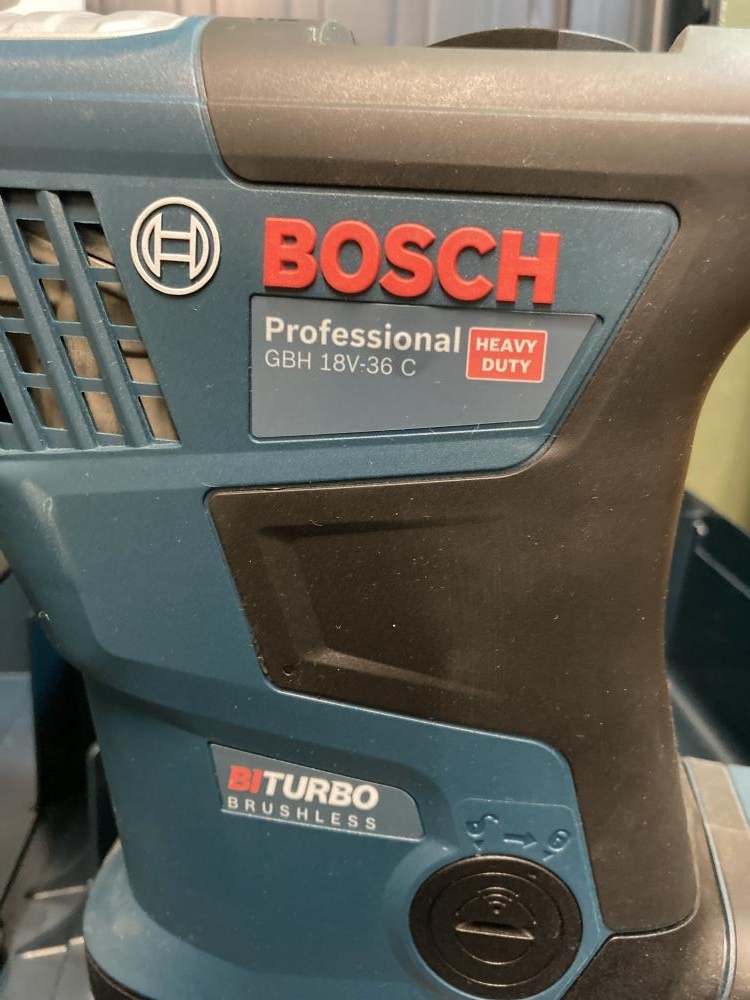 BOSCH
Professional
GBH 18V-36 C
HEAVY
DUTY
BITURBO
BRUSHLESS